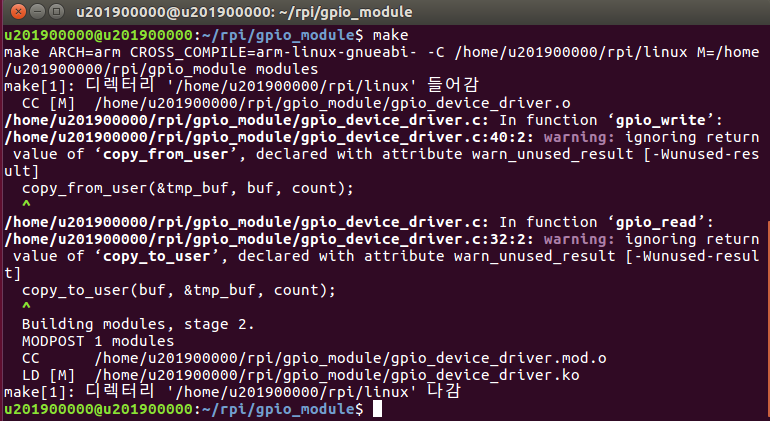 u201900000@u201900000: ~/rpi/gpio_module
u201900000@u201900000:~/rpi/gpio_module$ make
make ARCH=arm CROSS_COMPILE=arm-linux-gnueabi- -C /home/u201900000/rpi/linux M=/home
/u201900000/rpi/gpio_module modules
make[1]: 디렉터리 '/home/u201900000/rpi/linux' 들어감
CC [M]  /home/u201900000/rpi/gpio_module/gpio_device_driver.o
/home/u201900000/rpi/gpio_module/gpio_device_driver.c: In function ‘gpio_write’:
/home/u201900000/rpi/gpio_module/gpio_device_driver.c:40:2: warning: ignoring return
value of ‘copy_from_user’, declared with attribute warn_unused_result [-Wunused-res
ult]
copy_from_user(&tmp_buf, buf, count);
^
/home/u201900000/rpi/gpio_module/gpio_device_driver.c: In function ‘gpio_read’:
/home/u201900000/rpi/gpio_module/gpio_device_driver.c:32:2: warning: ignoring return
value of ‘copy_to_user’, declared with attribute warn_unused_result [-Wunused-resul
t]
copy_to_user(buf, &tmp_buf, count);
^
Building modules, stage 2.
MODPOST 1 modules
CC      /home/u201900000/rpi/gpio_module/gpio_device_driver.mod.o
LD [M]  /home/u201900000/rpi/gpio_module/gpio_device_driver.ko
make[1]: 디렉터리 '/home/u201900000/rpi/linux' 나감
u201900000@u201900000:~/rpi/gpio_module$